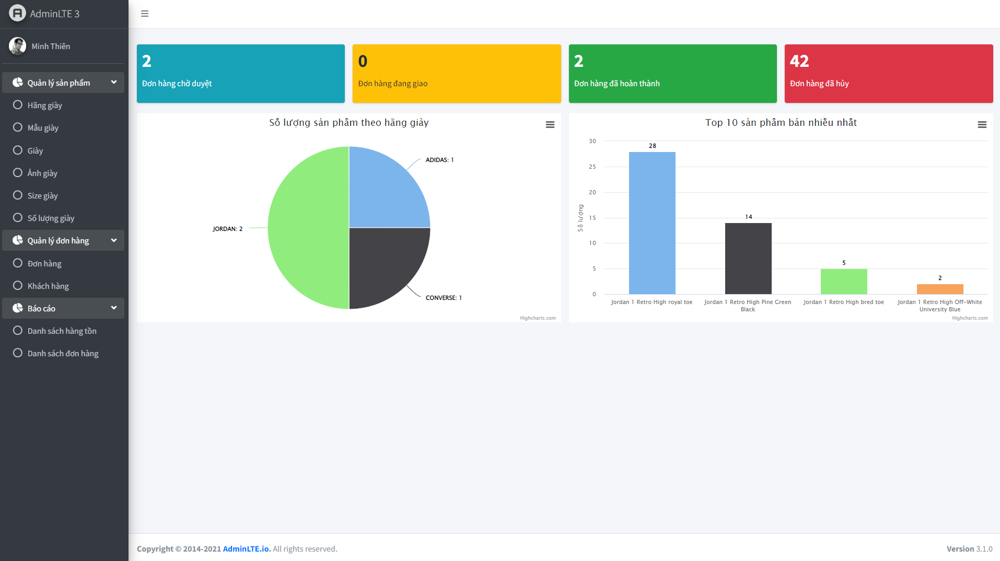 AdminLTE 3
Minh Thiên
Quản lý sản phẩm
Hãng giày
Mẫu giày
Giày
Ảnh giày
Size giày
Số lượng giày
Quản lý đơn hàng
Đơn hàng
Khách hàng
Báo cáo
Danh sách hàng tồn
Danh sách đơn hàng
2
Đơn hàng chờ duyệt
0
Đơn hàng đang giao
2
Đơn hàng đã hoàn thành
42
Đơn hàng đã hủy
Số lượng sản phẩm theo hãng giày
ADIDAS: 1
JORDAN: 2
CONVERSE: 1
Highcharts.com
Top 10 sản phẩm bán nhiều nhất
Số lượng
30
25
20
15
10
5
0
28
14
5
2
Jordan 1 Retro High royal toe
Jordan 1 Retro High Pine Green
Black
Jordan 1 Retro High bred toe
Jordan 1 Retro High Off-White
University Blue
Highcharts.com
Copyright © 2014-2021 AdminLTE.io. All rights reserved.
Version 3.1.0